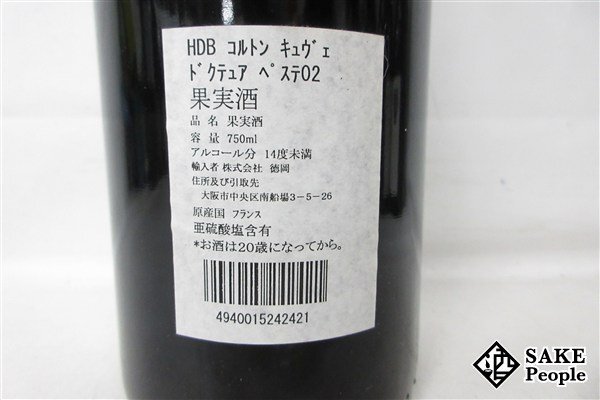 HDB コルトン キュヴェ
ドクテュア ペステ02
果実酒
品 名 果実酒
容 量 750ml
アルコール分 14度未満
輸入者 株式会社 徳岡
住所及び引取先
大阪市中央区南船場3-5-26
原産国 フランス
亜硫酸塩含有
*お酒は20歳になってから。
4940015242421
酒
SAKE
People